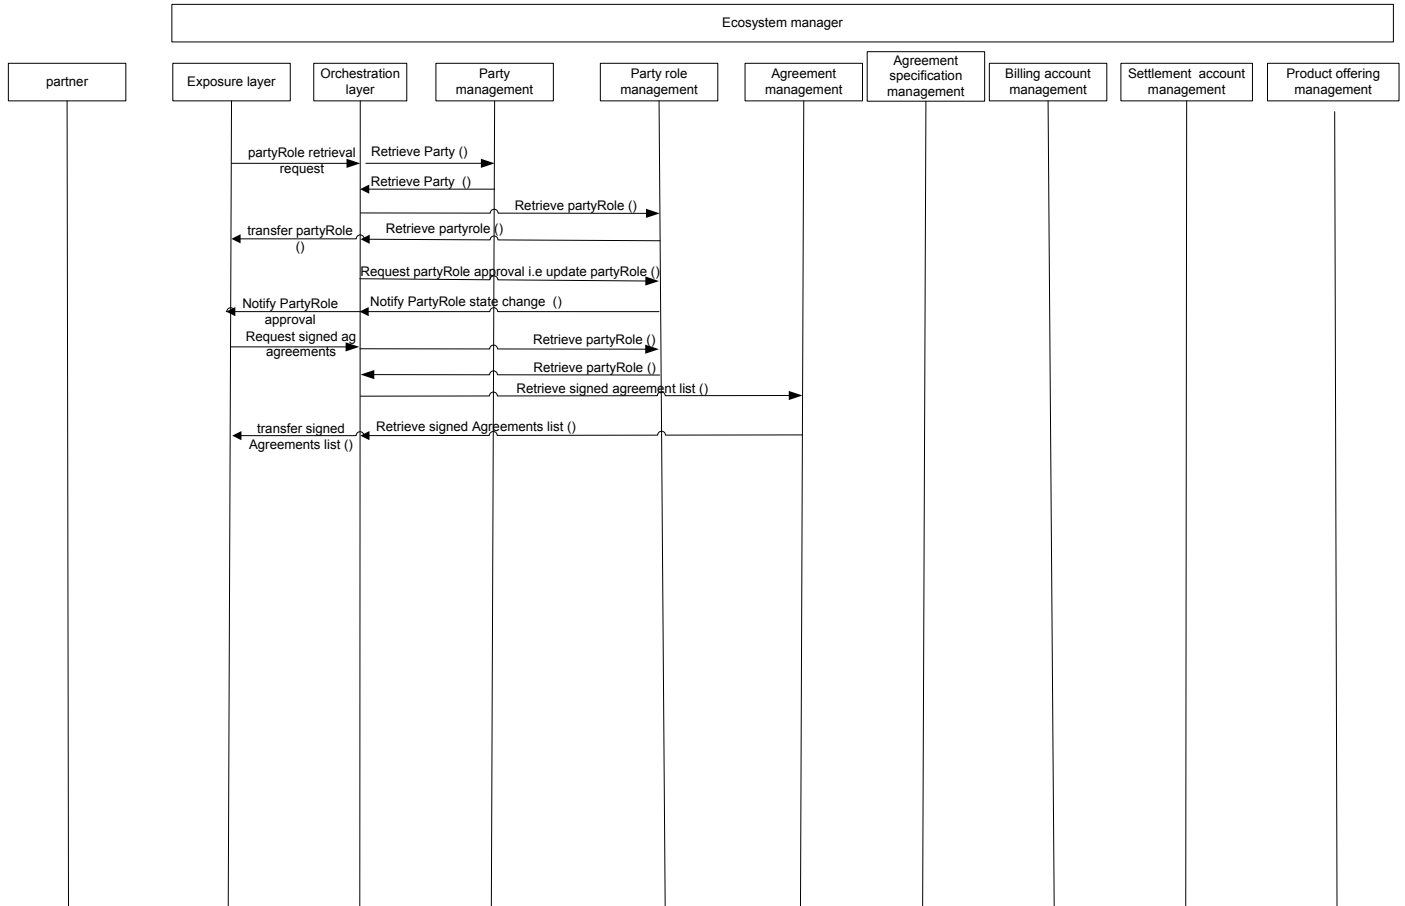 Ecosystem manager
partner
Exposure layer
Orchestration
layer
Party
management
Party role
management
Agreement
management
Agreement
specification
management
Billing account
management
Settlement  account
management
Product offering
management
partyRole retrieval
request
Retrieve Party ()
Retrieve Party  ()
Retrieve partyRole ()
transfer partyRole
()
Retrieve partyrole ()
Request partyRole approval i.e update partyRole ()
Notify PartyRole
approval
Notify PartyRole state change  ()
Request signed ag
agreements
Retrieve partyRole ()
Retrieve partyRole ()
Retrieve signed agreement list ()
transfer signed
Agreements list ()
Retrieve signed Agreements list ()